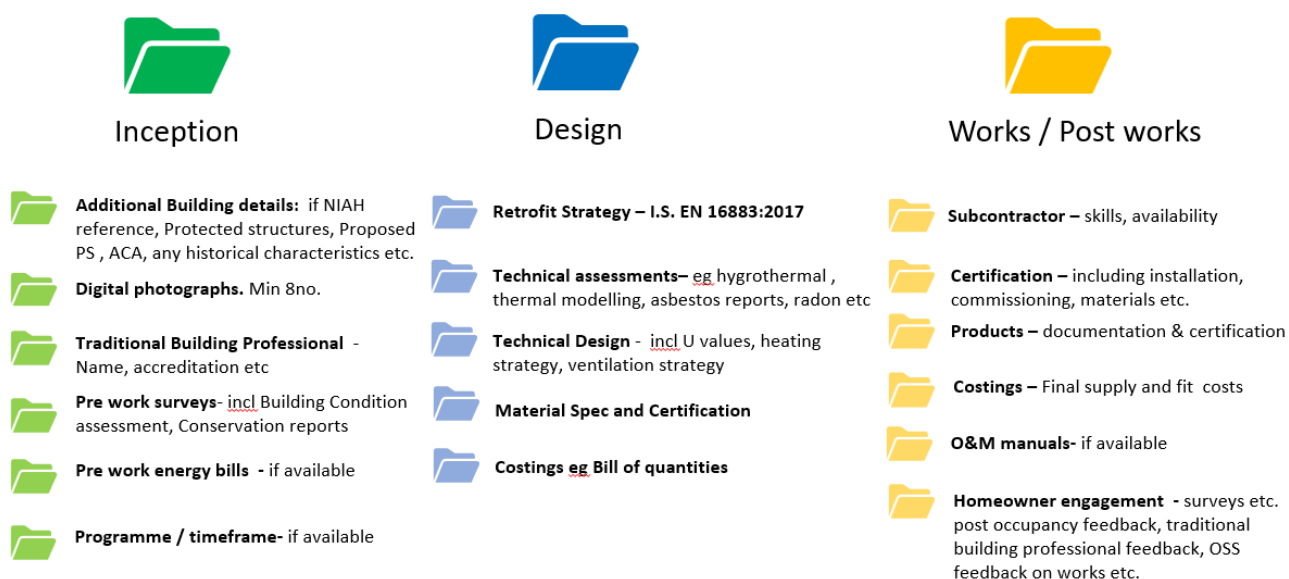 Inception
Additional Building details:  if NIAH
reference, Protected structures, Proposed
PS , ACA, any historical characteristics etc.
Digital photographs. Min 8no.
Traditional Building Professional  -
Name, accreditation etc
Pre work surveys- incl Building Condition
assessment, Conservation reports
Pre work energy bills  - if available
Programme / timeframe- if available
Design
Retrofit Strategy – I.S. EN 16883:2017
Technical assessments– eg hygrothermal ,
thermal modelling, asbestos reports, radon etc
Technical Design -  incl U values, heating
strategy, ventilation strategy
Material Spec and Certification
Costings eg Bill of quantities
Works / Post works
Subcontractor – skills, availability
Certification – including installation,
commissioning, materials etc.
Products – documentation & certification
Costings – Final supply and fit  costs
O&M manuals- if available
Homeowner engagement  - surveys etc.
post occupancy feedback, traditional
building professional feedback, OSS
feedback on works etc.